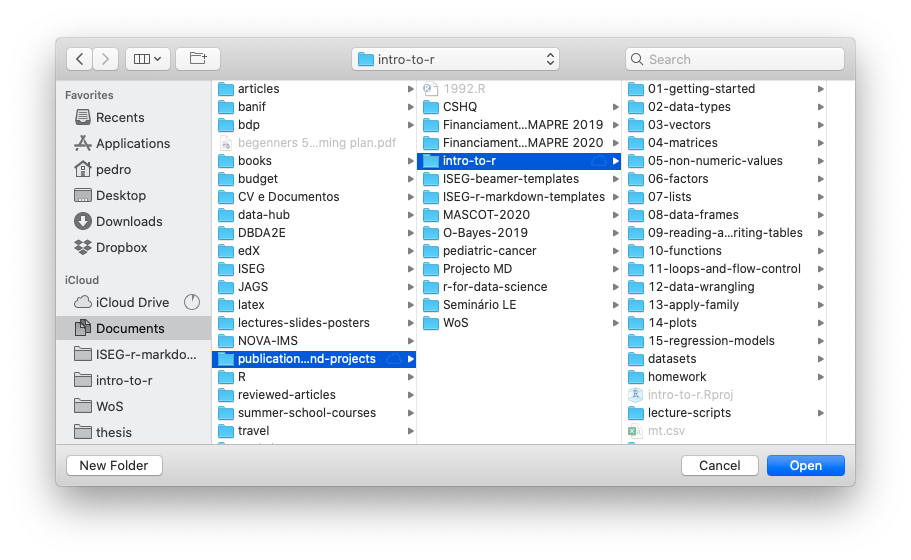 intro-to-r
Search
Favorites
Recents
Applications
pedro
Desktop
Downloads
Dropbox
iCloud
iCloud Drive
Documents
ISEG-r-markdo...
intro-to-r
WoS
thesis
articles
banif
bdp
begenners 5...ming plan.pdf
books
budget
CV e Documentos
data-hub
DBDA2E
edX
ISEG
JAGS
latex
lectures-slides-posters
NOVA-IMS
publication...nd-projects
R
reviewed-articles
summer-school-courses
travel
1992.R
CSHQ
Financiament...MAPRE 2019
Financiament...MAPRE 2020
intro-to-r
ISEG-beamer-templates
ISEG-r-markdown-templates
MASCOT-2020
O-Bayes-2019
pediatric-cancer
Projecto MD
r-for-data-science
Seminário LE
WoS
01-getting-started
02-data-types
03-vectors
04-matrices
05-non-numeric-values
06-factors
07-lists
08-data-frames
09-reading-a...riting-tables
10-functions
11-loops-and-flow-control
12-data-wrangling
13-apply-family
14-plots
15-regression-models
datasets
homework
intro-to-r.Rproj
lecture-scripts
mt.csv
New Folder
Cancel
Open